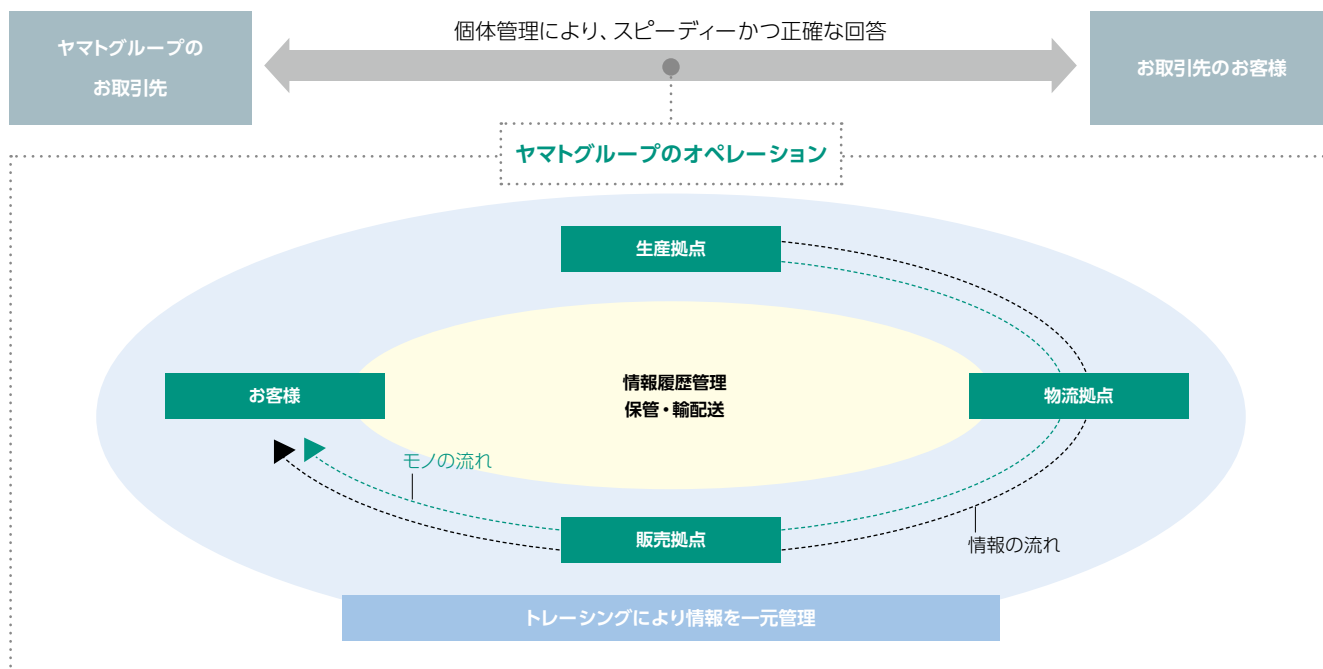 ヤマトグループの
お取引先
個体管理により、スピーディーかつ正確な回答
お取引先のお客様
ヤマトグループのオペレーション
生産拠点
お客様
情報履歴管理
保管・輸配送
物流拠点
モノの流れ
販売拠点
情報の流れ
トレーシングにより情報を一元管理